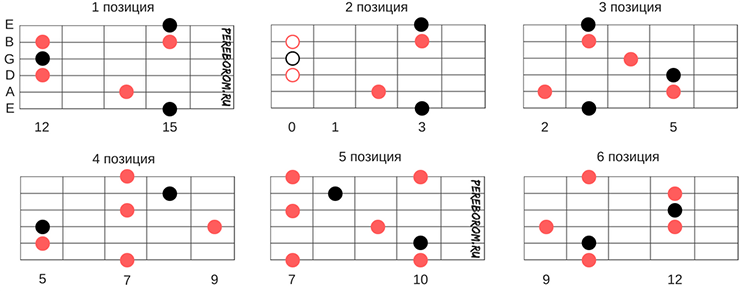 1 позиция
2 позиция
3 позиция
E
B
G
D
A
E
PEREBOROM.RU
12 15
0 1 3
2 5
4 позиция
5 позиция
6 позиция
PEREBOROM.RU
5 7 9
7 10
9 12